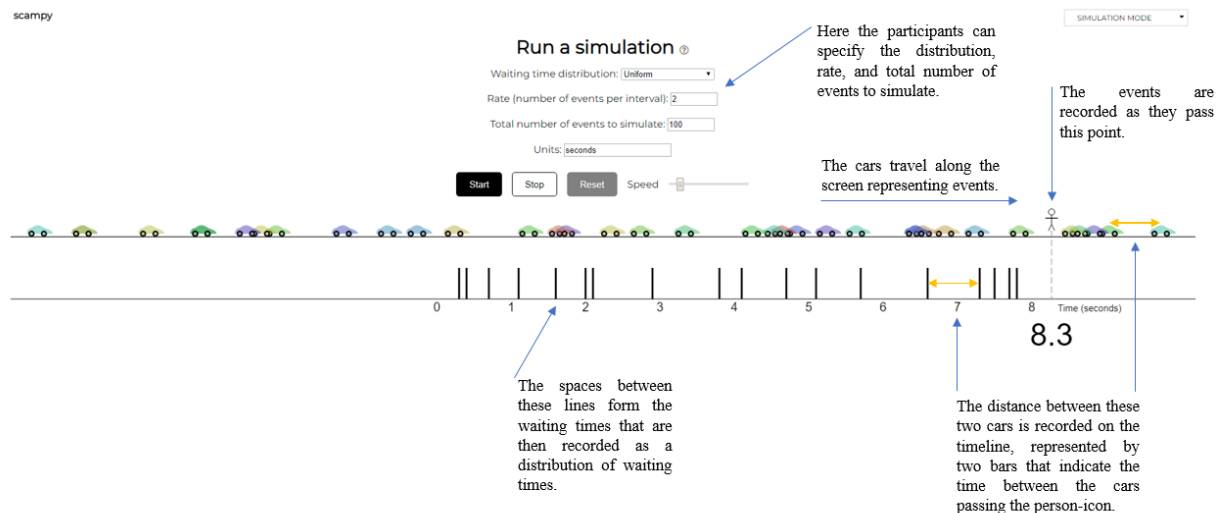 scampy
SIMULATION MODE
Run a simulation ?
Waiting time distribution: Uniform
Rate (number of events per interval): 2
Total number of events to simulate: 100
Units: seconds
Start Stop Reset Speed
Here the participants can
specify the distribution,
rate, and total number of
events to simulate.
The events are
recorded as they pass
this point.
The cars travel along the
screen representing events.
0 1 2 3 4 5 6 7 8 Time (seconds)
8.3
The spaces between
these lines form the
waiting times that are
then recorded as a
distribution of waiting
times.
The distance between these
two cars is recorded on the
timeline, represented by
two bars that indicate the
time between the cars
passing the person-icon.